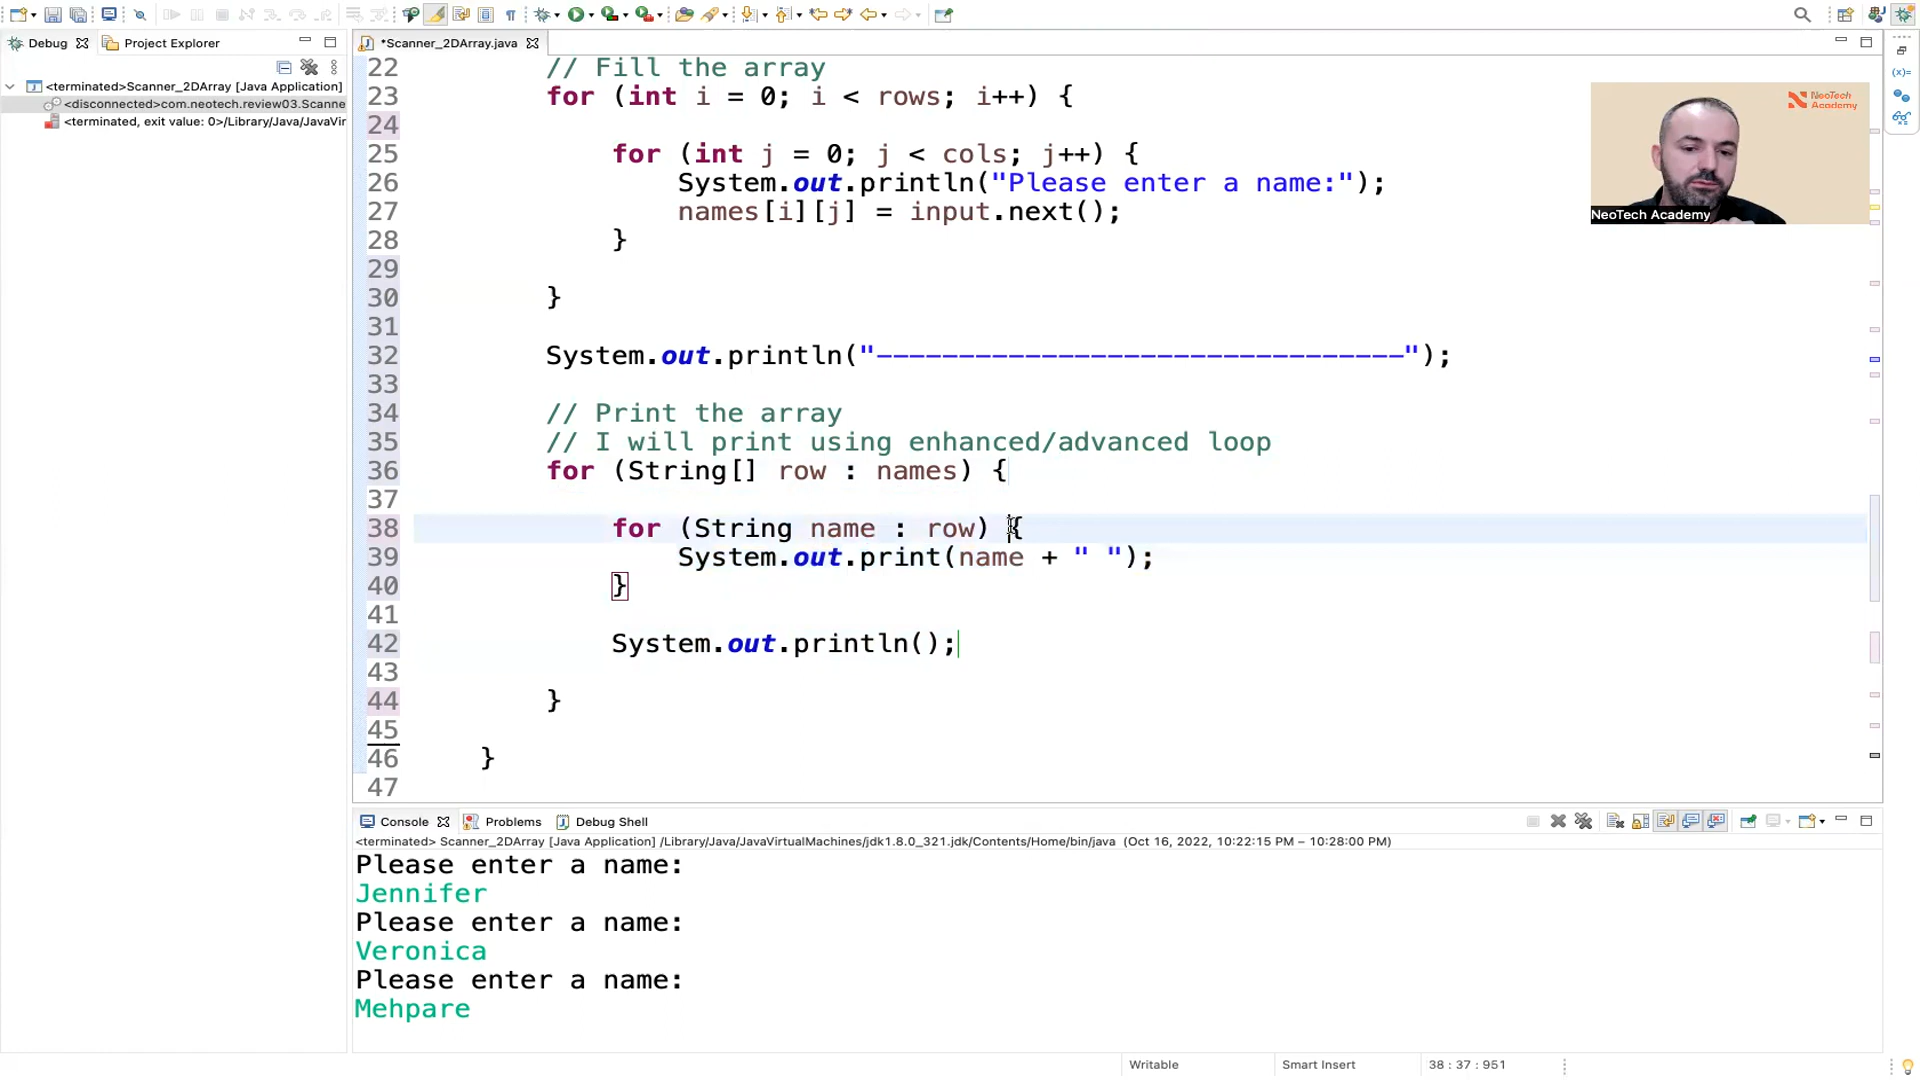 Debug
Project Explorer
<terminated>Scanner_2DArray [Java Application]
<disconnected>com.neotech.review03.Scanne
<terminated, exit value: 0>/Library/Java/JavaVir
*Scanner_2DArray.java
22 // Fill the array
23 for (int i = 0; i < rows; i++) {
24
25 for (int j = 0; j < cols; j++) {
26 System.out.println("Please enter a name:");
27 names[i][j] = input.next();
28 }
29
30 }
31
32 System.out.println("--------------------------------");
33
34 // Print the array
35 // I will print using enhanced/advanced loop
36 for (String[] row : names) {
37
38 for (String name : row) {
39 System.out.print(name + " ");
40 }
41
42 System.out.println();
43
44 }
45
46 }
47
NeoTech
Academy
NeoTech Academy
Console
Problems
Debug Shell
<terminated> Scanner_2DArray [Java Application] /Library/Java/JavaVirtualMachines/jdk1.8.0_321.jdk/Contents/Home/bin/java (Oct 16, 2022, 10:22:15 PM – 10:28:00 PM)
Please enter a name:
Jennifer
Please enter a name:
Veronica
Please enter a name:
Mehpare
Writable
Smart Insert
38 : 37 : 951